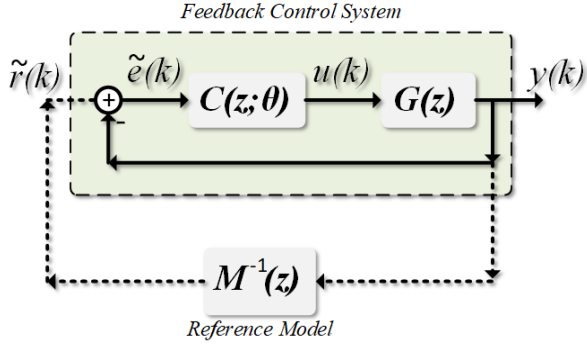 Feedback Control System
r̃(k) ẽ(k) C(z;θ) u(k) G(z) y(k)
+
-
M⁻¹(z)
Reference Model